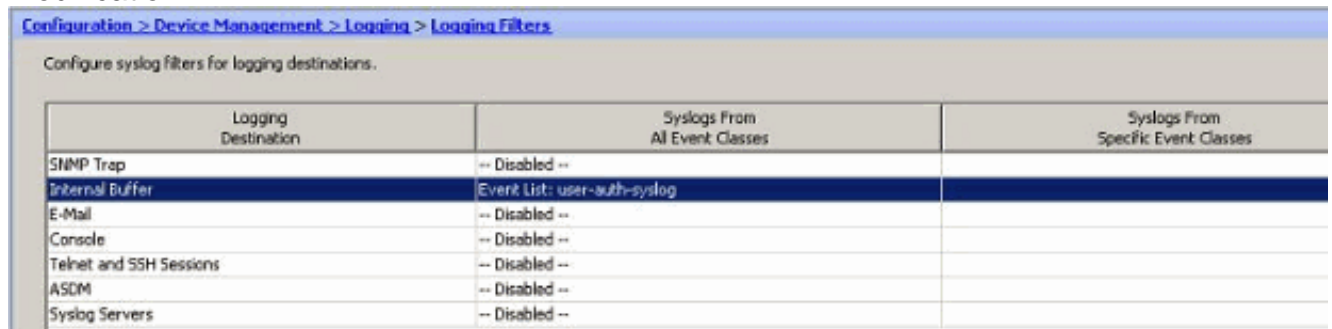 Configuration > Device Management > Logging > Logging Filters
Configure syslog filters for logging destinations.
Logging Destination
Syslogs From All Event Classes
Syslogs From Specific Event Classes
SNMP Trap -- Disabled --
Internal Buffer Event List: user-auth-syslog
E-Mail -- Disabled --
Console -- Disabled --
Telnet and SSH Sessions -- Disabled --
ASDM -- Disabled --
Syslog Servers -- Disabled --